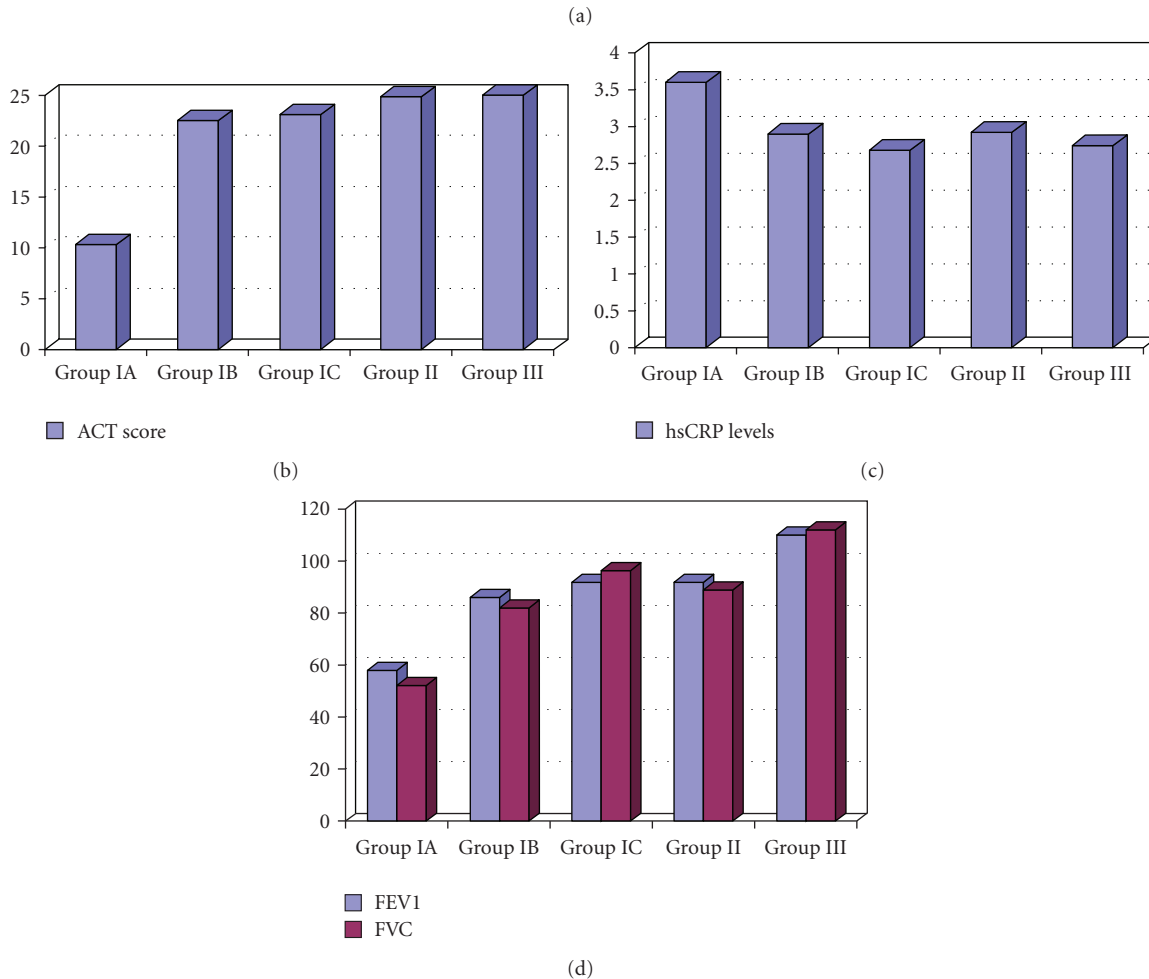 (a)
25
20
15
10
5
0
Group IA Group IB Group IC Group II Group III
ACT score
(b)
4
3.5
3
2.5
2
1.5
1
0.5
0
Group IA Group IB Group IC Group II Group III
hsCRP levels
(c)
120
100
80
60
40
20
0
Group IA Group IB Group IC Group II Group III
FEV1
FVC
(d)